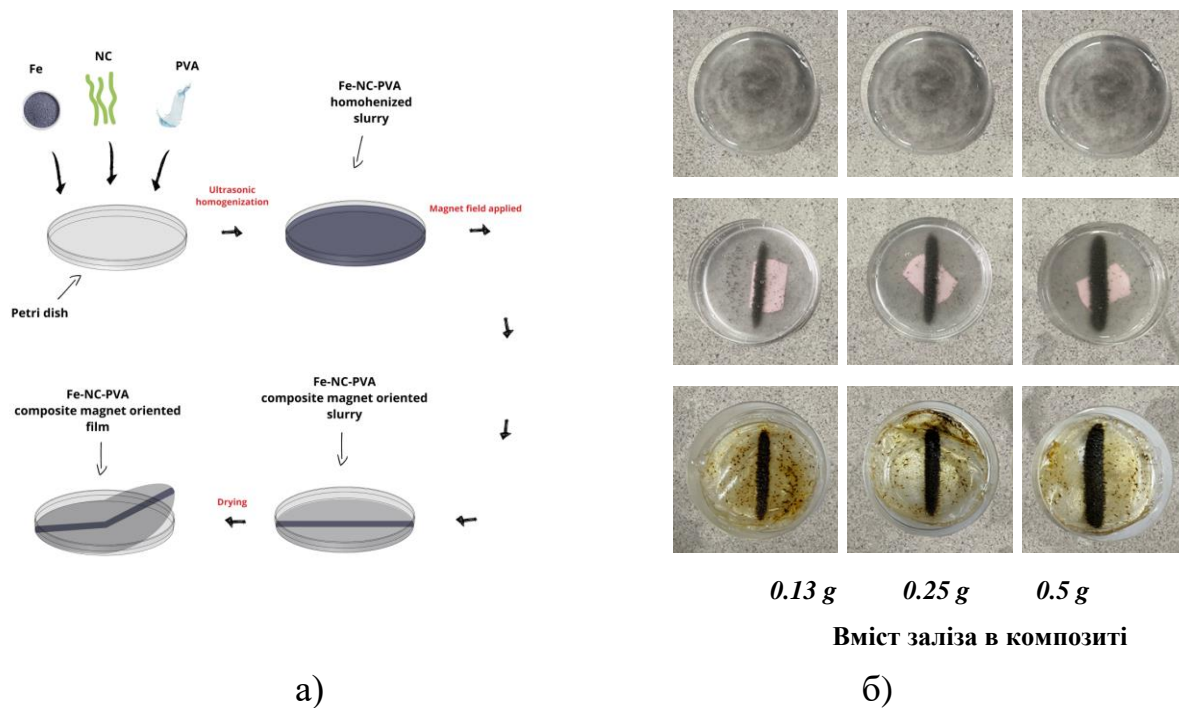 Fe
NC
PVA
Fe-NC-PVA
homohenized
slurry
Ultrasonic
homogenization
Magnet field applied
Petri dish
Fe-NC-PVA
composite magnet oriented
film
Fe-NC-PVA
composite magnet oriented
slurry
Drying
0.13 g 0.25 g 0.5 g
Вміст заліза в композиті
а) б)